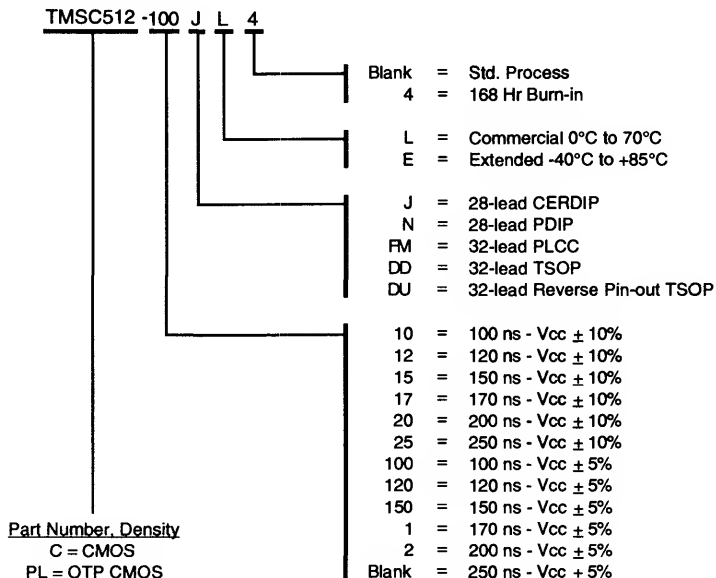 TMSC512 -100 J L 4
Blank = Std. Process
4 = 168 Hr Burn-in
L = Commercial 0°C to 70°C
E = Extended -40°C to +85°C
J = 28-lead CERDIP
N = 28-lead PDIP
FM = 32-lead PLCC
DD = 32-lead TSOP
DU = 32-lead Reverse Pin-out TSOP
10 = 100 ns - Vcc ± 10%
12 = 120 ns - Vcc ± 10%
15 = 150 ns - Vcc ± 10%
17 = 170 ns - Vcc ± 10%
20 = 200 ns - Vcc ± 10%
25 = 250 ns - Vcc ± 10%
100 = 100 ns - Vcc ± 5%
120 = 120 ns - Vcc ± 5%
150 = 150 ns - Vcc ± 5%
1 = 170 ns - Vcc ± 5%
2 = 200 ns - Vcc ± 5%
Blank = 250 ns - Vcc ± 5%
Part Number, Density
C = CMOS
PL = OTP CMOS